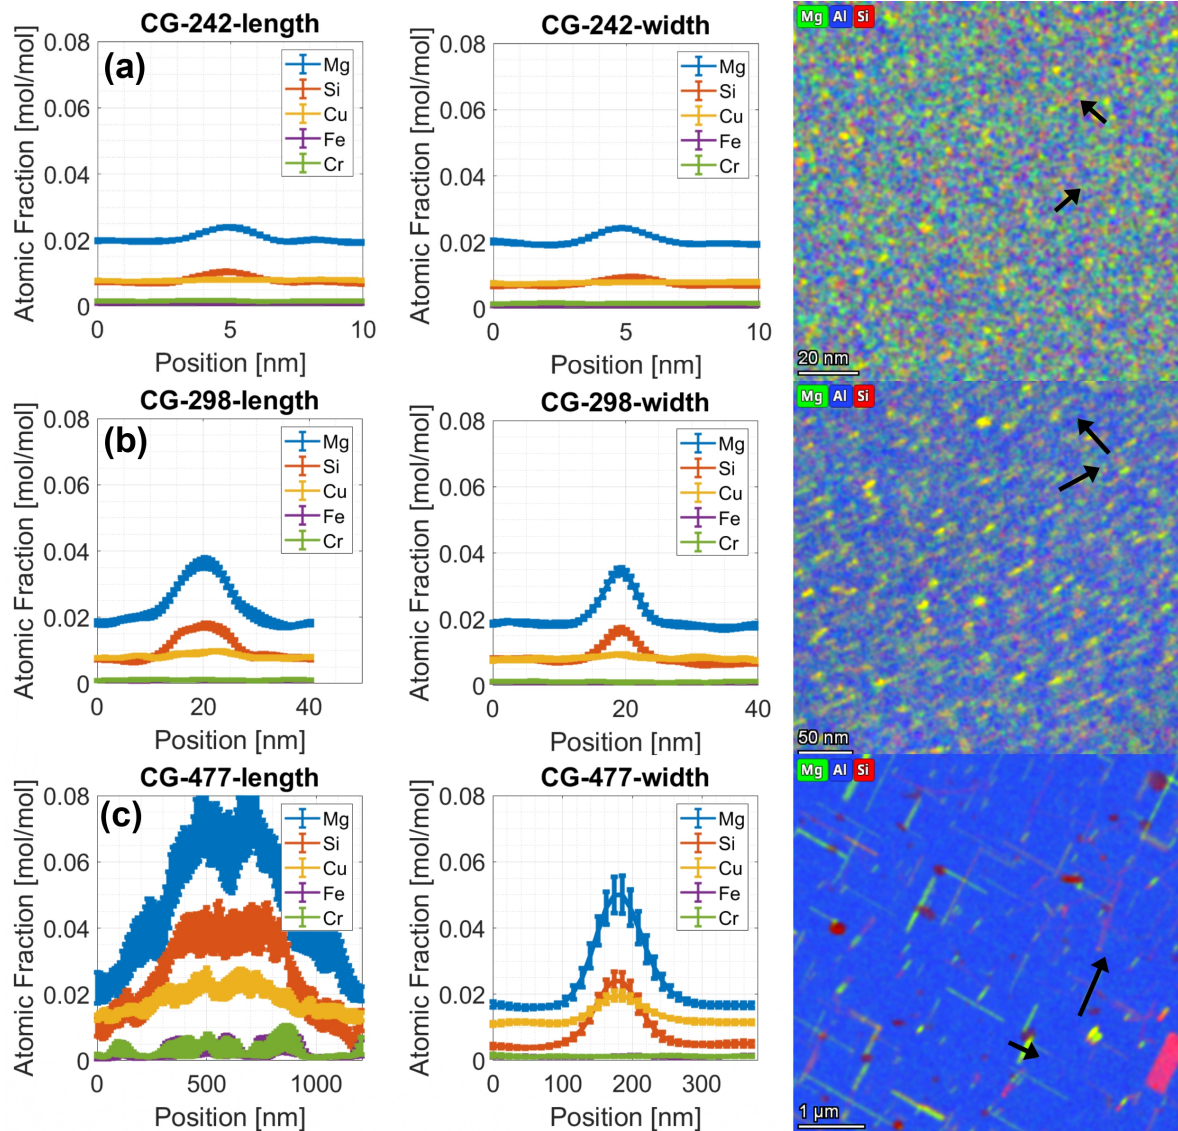 CG-242-length
(a)
Atomic Fraction [mol/mol]
0.08
0.06
0.04
0.02
0
0 5 10
Position [nm]
Mg
Si
Cu
Fe
Cr
CG-242-width
Atomic Fraction [mol/mol]
0.08
0.06
0.04
0.02
0
0 5 10
Position [nm]
Mg
Si
Cu
Fe
Cr
Mg Al Si
20 nm
CG-298-length
(b)
Atomic Fraction [mol/mol]
0.08
0.06
0.04
0.02
0
0 20 40
Position [nm]
Mg
Si
Cu
Fe
Cr
CG-298-width
Atomic Fraction [mol/mol]
0.08
0.06
0.04
0.02
0
0 20 40
Position [nm]
Mg
Si
Cu
Fe
Cr
Mg Al Si
50 nm
CG-477-length
(c)
Atomic Fraction [mol/mol]
0.08
0.06
0.04
0.02
0
0 500 1000
Position [nm]
Mg
Si
Cu
Fe
Cr
CG-477-width
Atomic Fraction [mol/mol]
0.08
0.06
0.04
0.02
0
0 100 200 300
Position [nm]
Mg
Si
Cu
Fe
Cr
Mg Al Si
1 μm